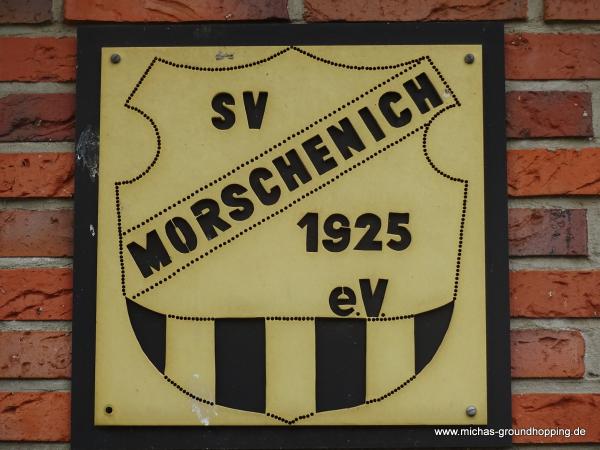 SV
MORSCHENICH
1925
e.V.
www.michas-groundhopping.de